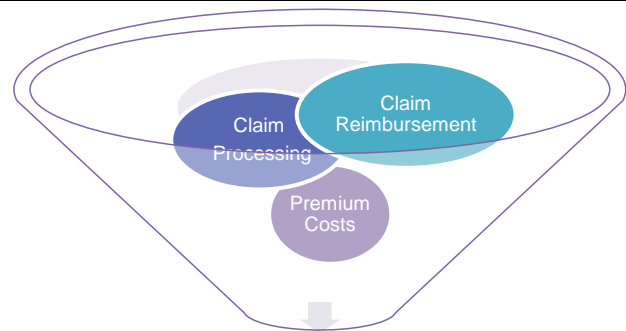 Claim
Processing
Claim
Reimbursement
Premium
Costs